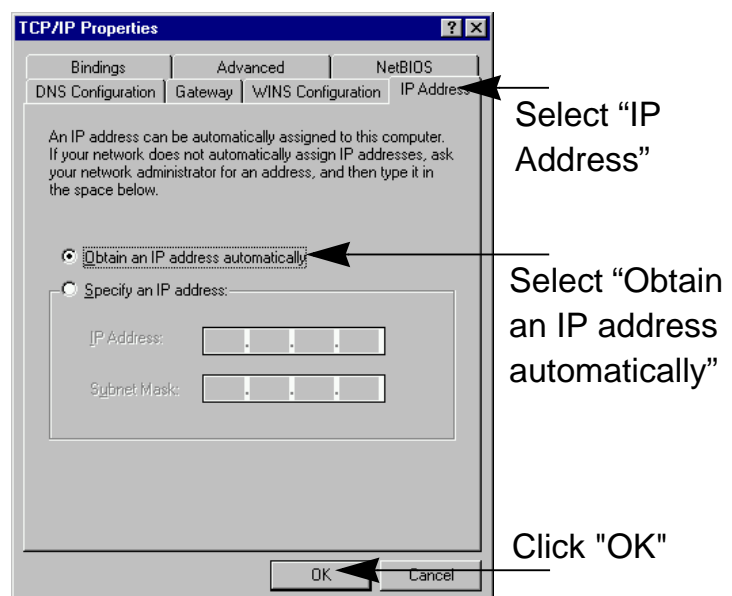 TCP/IP Properties
Bindings Advanced NetBIOS
DNS Configuration Gateway WINS Configuration IP Address
Select “IP
Address”
An IP address can be automatically assigned to this computer.
If your network does not automatically assign IP addresses, ask
your network administrator for an address, and then type it in
the space below.
Obtain an IP address automatically
Select “Obtain
an IP address
automatically”
Specify an IP address:
IP Address:
Subnet Mask:
Click "OK"
OK Cancel